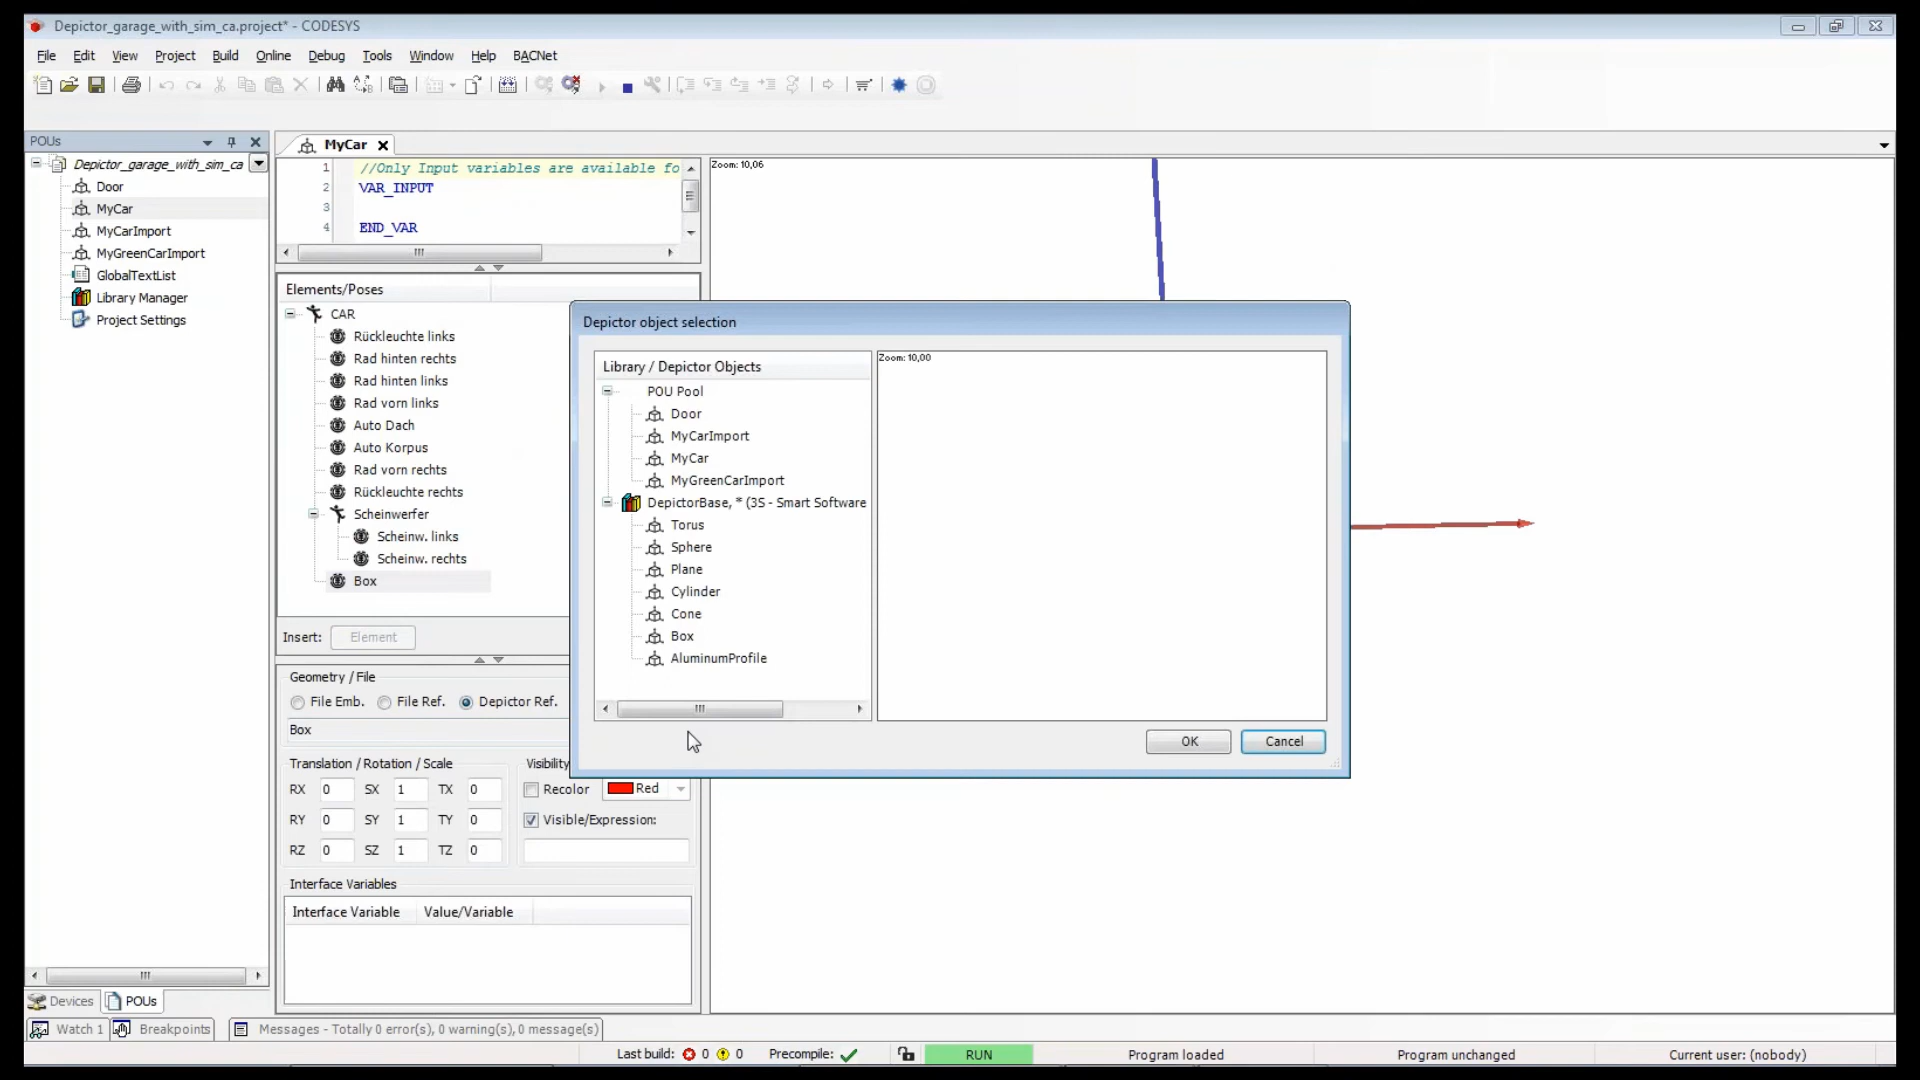 Depictor_garage_with_sim_ca.project* - CODESYS
File Edit View Project Build Online Debug Tools Window Help BACNet
POUs
Depictor_garage_with_sim_ca
Door
MyCar
MyCarImport
MyGreenCarImport
GlobalTextList
Library Manager
Project Settings
Devices POUs
MyCar
1 //Only Input variables are available fo
2 VAR_INPUT
3
4 END_VAR
Elements/Poses
CAR
Rückleuchte links
Rad hinten rechts
Rad hinten links
Rad vorn links
Auto Dach
Auto Korpus
Rad vorn rechts
Rückleuchte rechts
Scheinwerfer
Scheinw. links
Scheinw. rechts
Box
Insert: Element
Geometry / File
File Emb. File Ref. Depictor Ref.
Box
Translation / Rotation / Scale
RX 0 SX 1 TX 0
RY 0 SY 1 TY 0
RZ 0 SZ 1 TZ 0
Visibility
Recolor Red
Visible/Expression:
Interface Variables
Interface Variable Value/Variable
Zoom: 10,06
Depictor object selection
Library / Depictor Objects
POU Pool
Door
MyCarImport
MyCar
MyGreenCarImport
DepictorBase, * (3S - Smart Software
Torus
Sphere
Plane
Cylinder
Cone
Box
AluminumProfile
Zoom: 10,00
OK Cancel
Watch 1 Breakpoints Messages - Totally 0 error(s), 0 warning(s), 0 message(s)
Last build: 0 0 Precompile: RUN Program loaded Program unchanged Current user: (nobody)